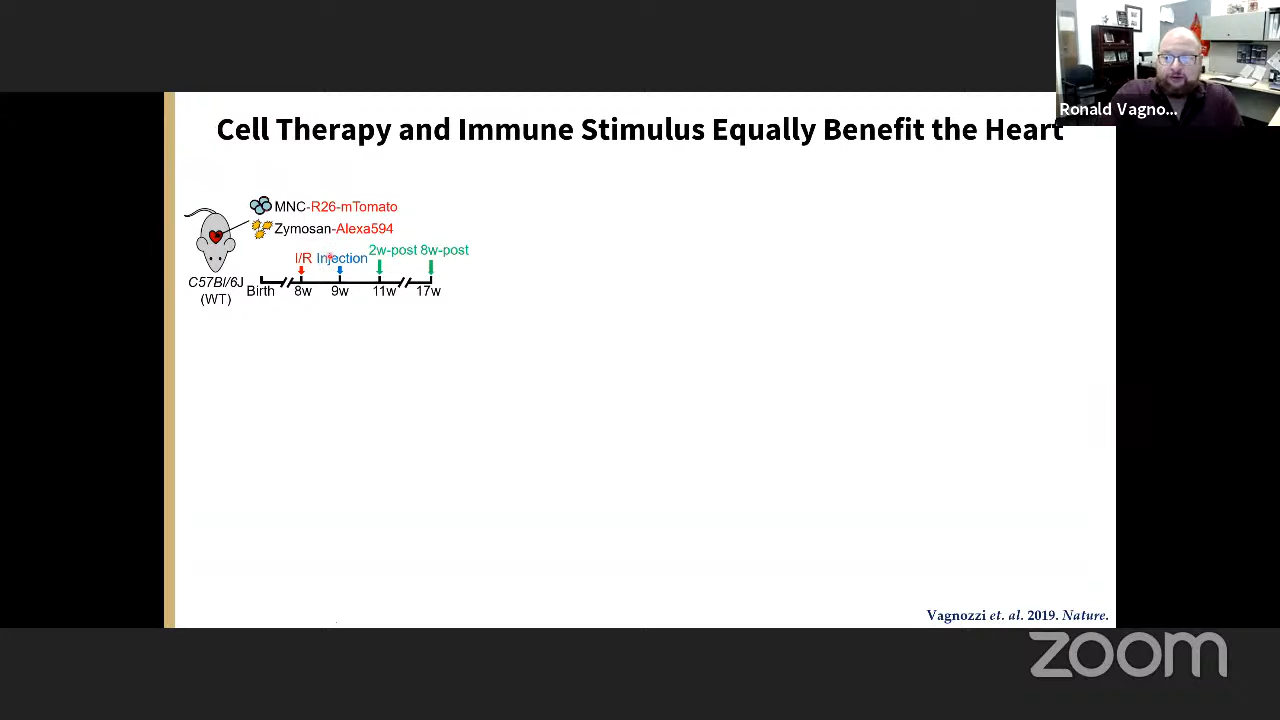 Ronald Vagno...
Cell Therapy and Immune Stimulus Equally Benefit the Heart
MNC-R26-mTomato
Zymosan-Alexa594
I/R Injection 2w-post 8w-post
C57Bl/6J
(WT)
Birth 8w 9w 11w 17w
Vagnozzi et. al. 2019. Nature.
zoom